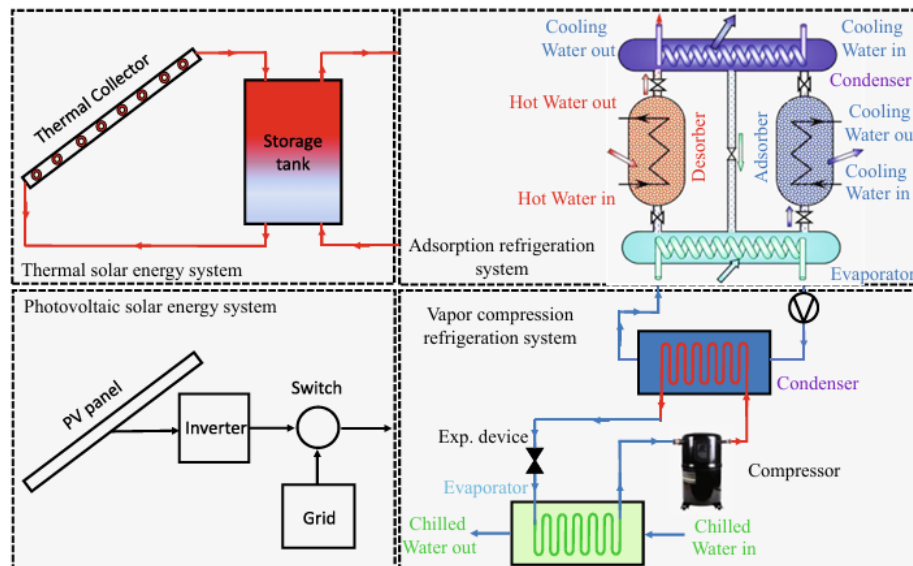 Thermal Collector
Storage
tank
Thermal solar energy system
Cooling
Water out
Cooling
Water in
Condenser
Hot Water out
Desorber
Adsorber
Cooling
Water out
Hot Water in
Cooling
Water in
Adsorption refrigeration
system
Evaporator
Photovoltaic solar energy system
PV panel
Inverter
Switch
Grid
Vapor compression
refrigeration system
Condenser
Exp. device
Compressor
Evaporator
Chilled
Water out
Chilled
Water in